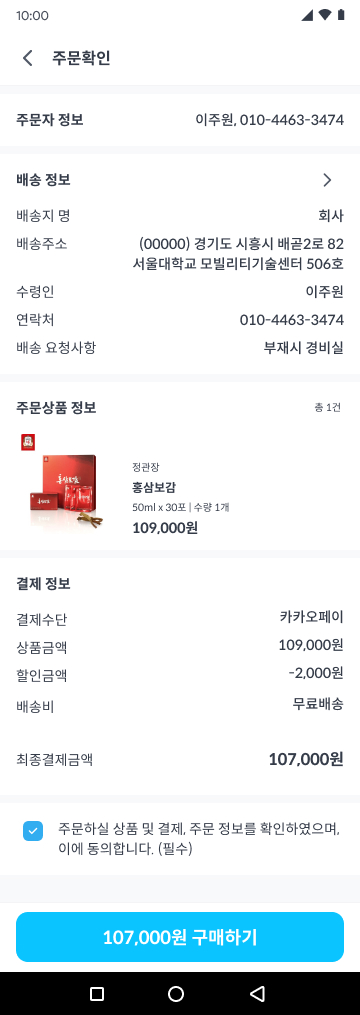 10:00
주문확인
주문자 정보 이주원, 010-4463-3474
배송 정보
배송지 명 회사
배송주소 (00000) 경기도 시흥시 배곧2로 82
서울대학교 모빌리티기술센터 506호
수령인 이주원
연락처 010-4463-3474
배송 요청사항 부재시 경비실
주문상품 정보 총 1건
홍삼보감
정관장
홍삼보감
50ml x 30포 | 수량 1개
109,000원
결제 정보
결제수단 카카오페이
상품금액 109,000원
할인금액 -2,000원
배송비 무료배송
최종결제금액 107,000원
주문하실 상품 및 결제, 주문 정보를 확인하였으며,
이에 동의합니다. (필수)
107,000원 구매하기